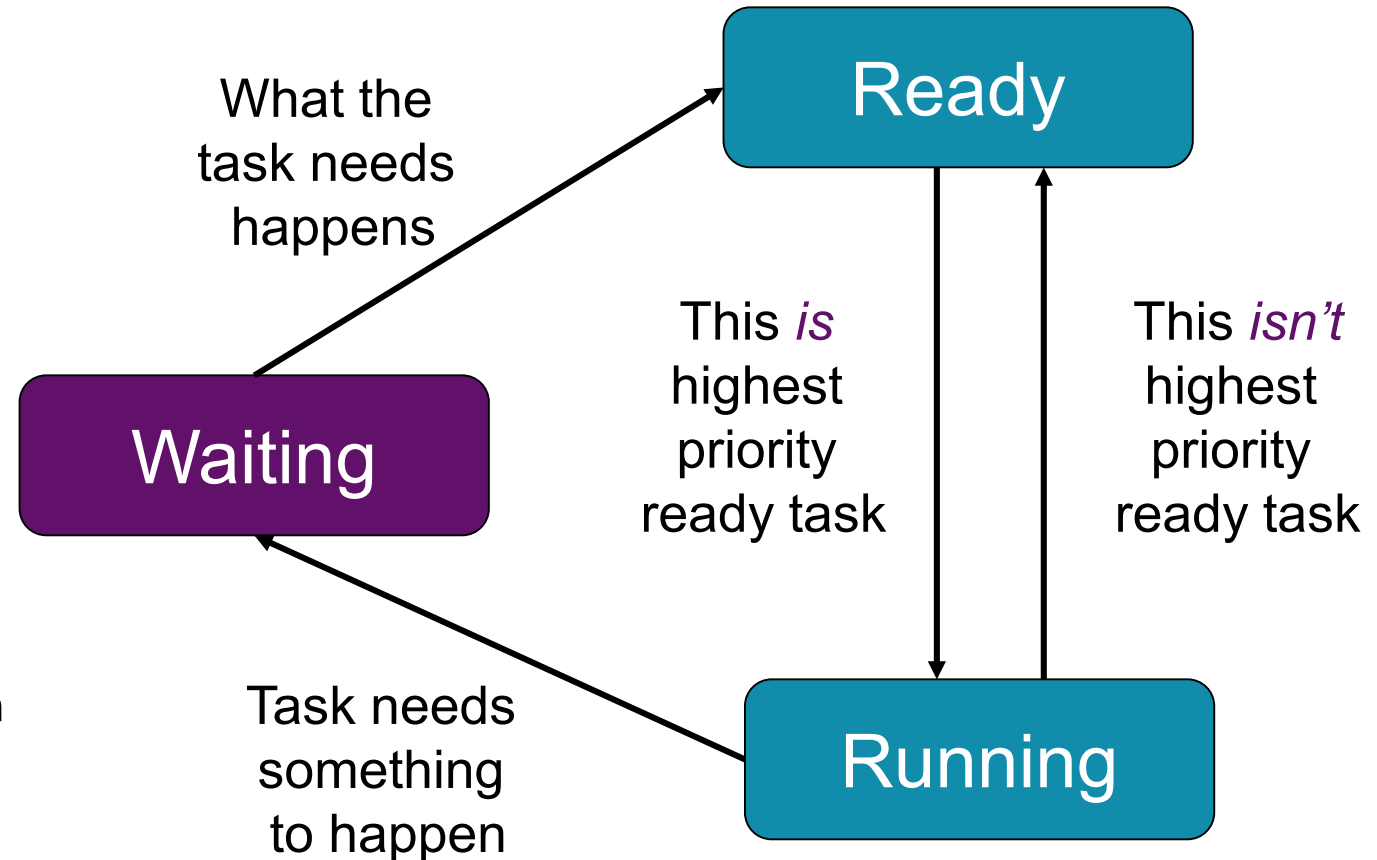 Ready
What the
task needs
happens
This is
highest
priority
ready task
This isn’t
highest
priority
ready task
Waiting
Task needs
something
to happen
Running